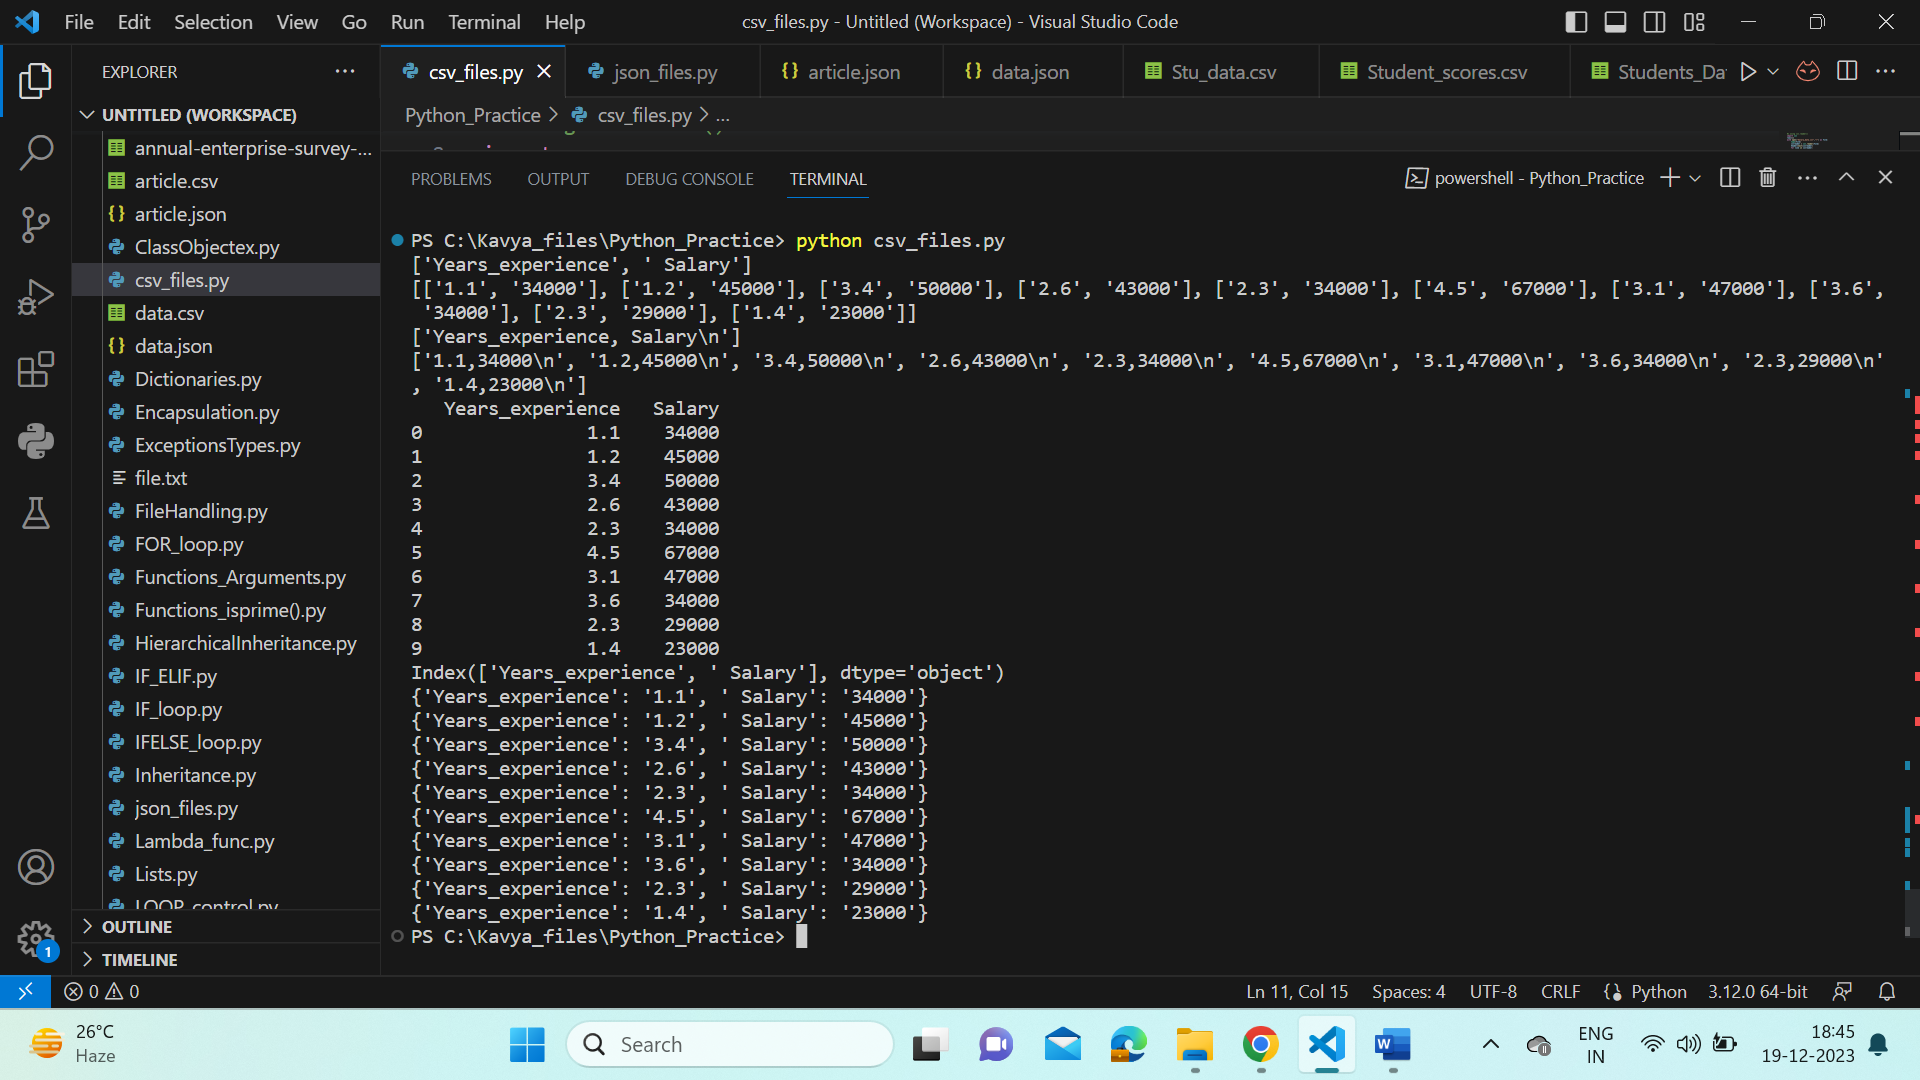 File Edit Selection View Go Run Terminal Help
csv_files.py - Untitled (Workspace) - Visual Studio Code
EXPLORER
csv_files.py
json_files.py
article.json
data.json
Stu_data.csv
Student_scores.csv
Students_Da
UNTITLED (WORKSPACE)
Python_Practice > csv_files.py > ...
annual-enterprise-survey-...
article.csv
article.json
ClassObjectex.py
csv_files.py
data.csv
data.json
Dictionaries.py
Encapsulation.py
ExceptionsTypes.py
file.txt
FileHandling.py
FOR_loop.py
Functions_Arguments.py
Functions_isprime().py
HierarchicalInheritance.py
IF_ELIF.py
IF_loop.py
IFELSE_loop.py
Inheritance.py
json_files.py
Lambda_func.py
Lists.py
LOOP_control.py
OUTLINE
TIMELINE
PROBLEMS OUTPUT DEBUG CONSOLE TERMINAL
powershell - Python_Practice
PS C:\Kavya_files\Python_Practice> python csv_files.py
['Years_experience', ' Salary']
[['1.1', '34000'], ['1.2', '45000'], ['3.4', '50000'], ['2.6', '43000'], ['2.3', '34000'], ['4.5', '67000'], ['3.1', '47000'], ['3.6',
'34000'], ['2.3', '29000'], ['1.4', '23000']]
['Years_experience, Salary\n']
['1.1,34000\n', '1.2,45000\n', '3.4,50000\n', '2.6,43000\n', '2.3,34000\n', '4.5,67000\n', '3.1,47000\n', '3.6,34000\n', '2.3,29000\n'
, '1.4,23000\n']
Years_experience Salary
0 1.1 34000
1 1.2 45000
2 3.4 50000
3 2.6 43000
4 2.3 34000
5 4.5 67000
6 3.1 47000
7 3.6 34000
8 2.3 29000
9 1.4 23000
Index(['Years_experience', ' Salary'], dtype='object')
{'Years_experience': '1.1', ' Salary': '34000'}
{'Years_experience': '1.2', ' Salary': '45000'}
{'Years_experience': '3.4', ' Salary': '50000'}
{'Years_experience': '2.6', ' Salary': '43000'}
{'Years_experience': '2.3', ' Salary': '34000'}
{'Years_experience': '4.5', ' Salary': '67000'}
{'Years_experience': '3.1', ' Salary': '47000'}
{'Years_experience': '3.6', ' Salary': '34000'}
{'Years_experience': '2.3', ' Salary': '29000'}
{'Years_experience': '1.4', ' Salary': '23000'}
PS C:\Kavya_files\Python_Practice>
1
0 0
Ln 11, Col 15 Spaces: 4 UTF-8 CRLF Python 3.12.0 64-bit
26°C
Haze
Search
ENG
IN
18:45
19-12-2023